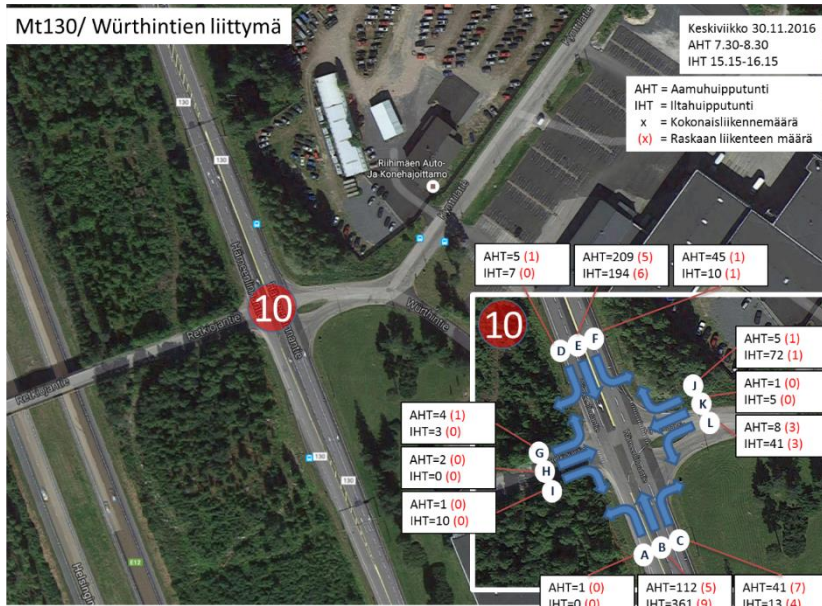 Mt130/ Würthintien liittymä
Keskiviikko 30.11.2016
AHT 7.30-8.30
IHT 15.15-16.15
AHT = Aamuhuipputunti
IHT = Iltahuipputunti
x = Kokonaisliikennemäärä
(x) = Raskaan liikenteen määrä
130
130
Riihimäen Auto-
Ja Konehajoittamo
Retkiojantie
Retkiojantie
Würthintie
130
E12
10
AHT=5 (1)
IHT=7 (0)
AHT=209 (5)
IHT=194 (6)
AHT=45 (1)
IHT=10 (1)
10
D E F
AHT=5 (1)
IHT=72 (1)
J
AHT=1 (0)
IHT=5 (0)
K
L
AHT=8 (3)
IHT=41 (3)
AHT=4 (1)
IHT=3 (0)
G
AHT=2 (0)
IHT=0 (0)
H
AHT=1 (0)
IHT=10 (0)
I
A B C
AHT=1 (0)
IHT=0 (0)
AHT=112 (5)
IHT=361 (9)
AHT=41 (7)
IHT=13 (4)